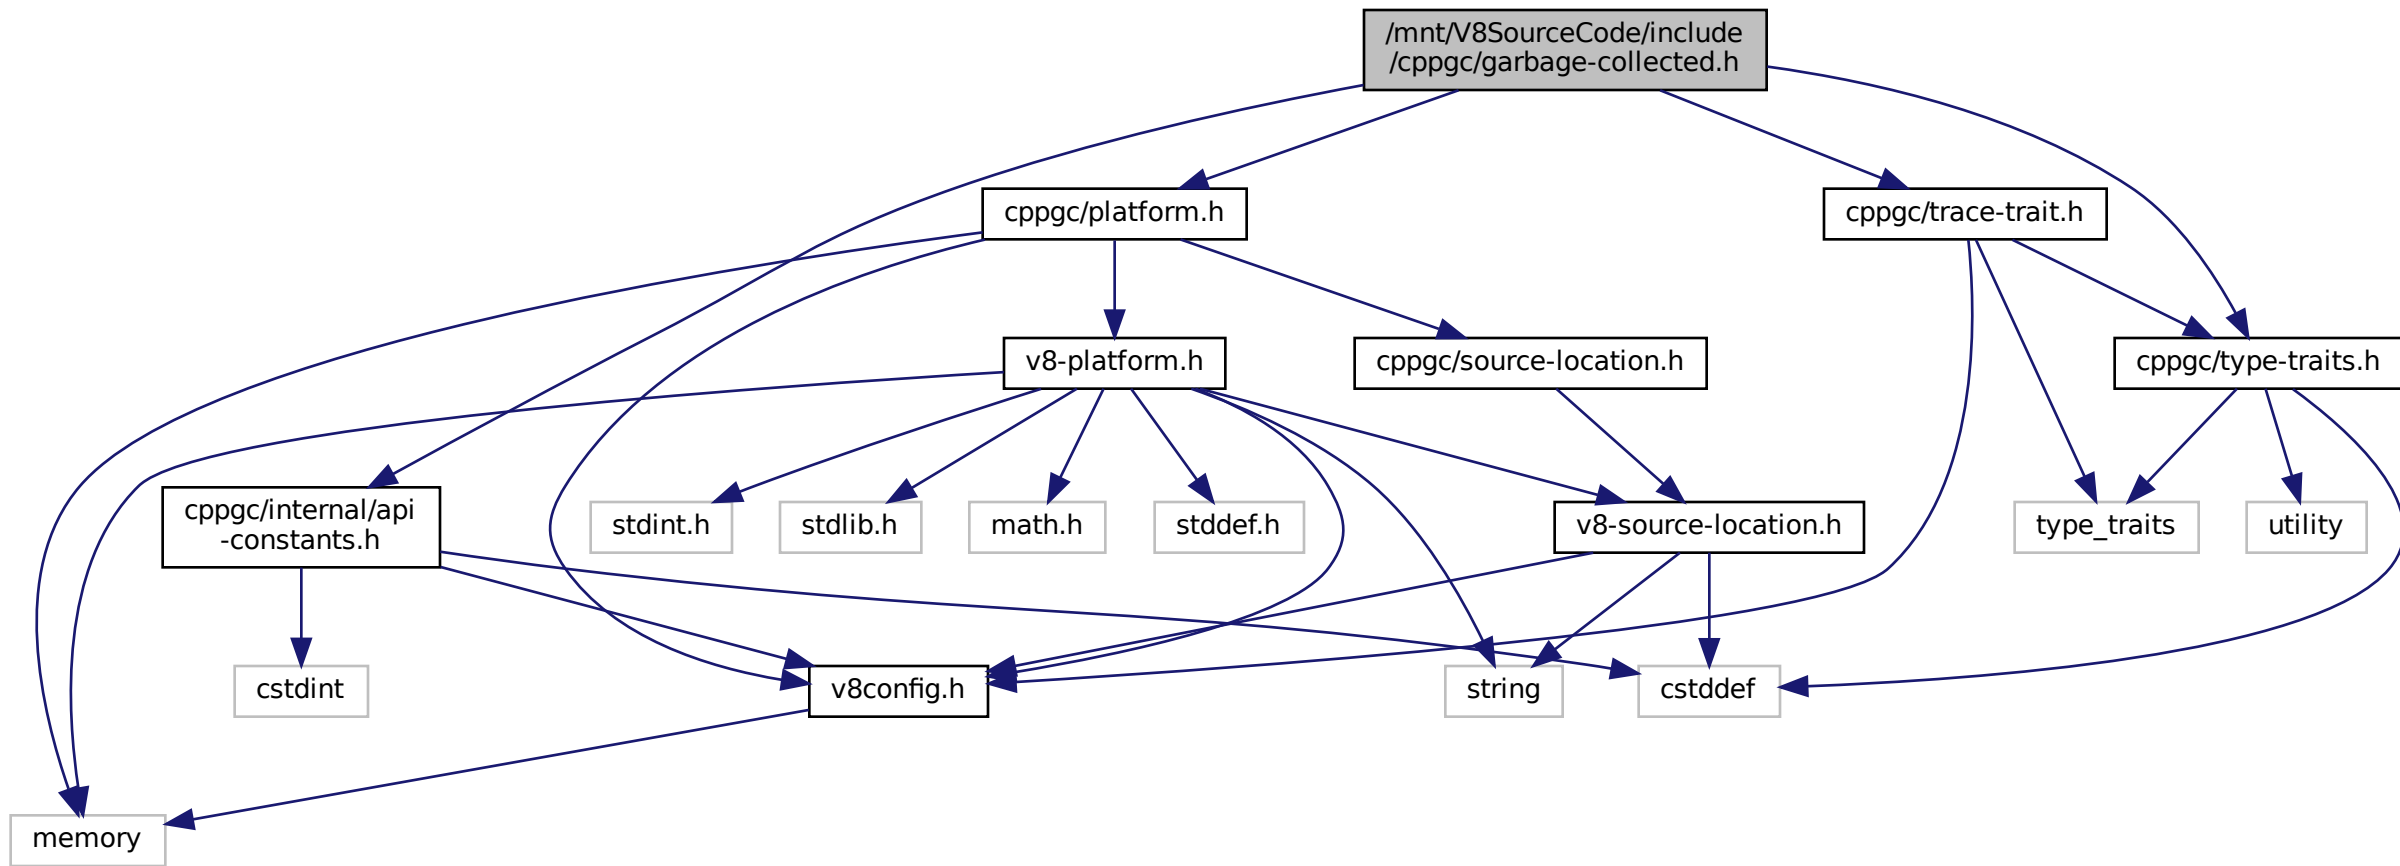 /mnt/V8SourceCode/include
/cppgc/garbage-collected.h
cppgc/platform.h
cppgc/trace-trait.h
v8-platform.h
cppgc/source-location.h
cppgc/type-traits.h
cppgc/internal/api
-constants.h
stdint.h
stdlib.h
math.h
stddef.h
v8-source-location.h
type_traits
utility
cstdint
v8config.h
string
cstddef
memory